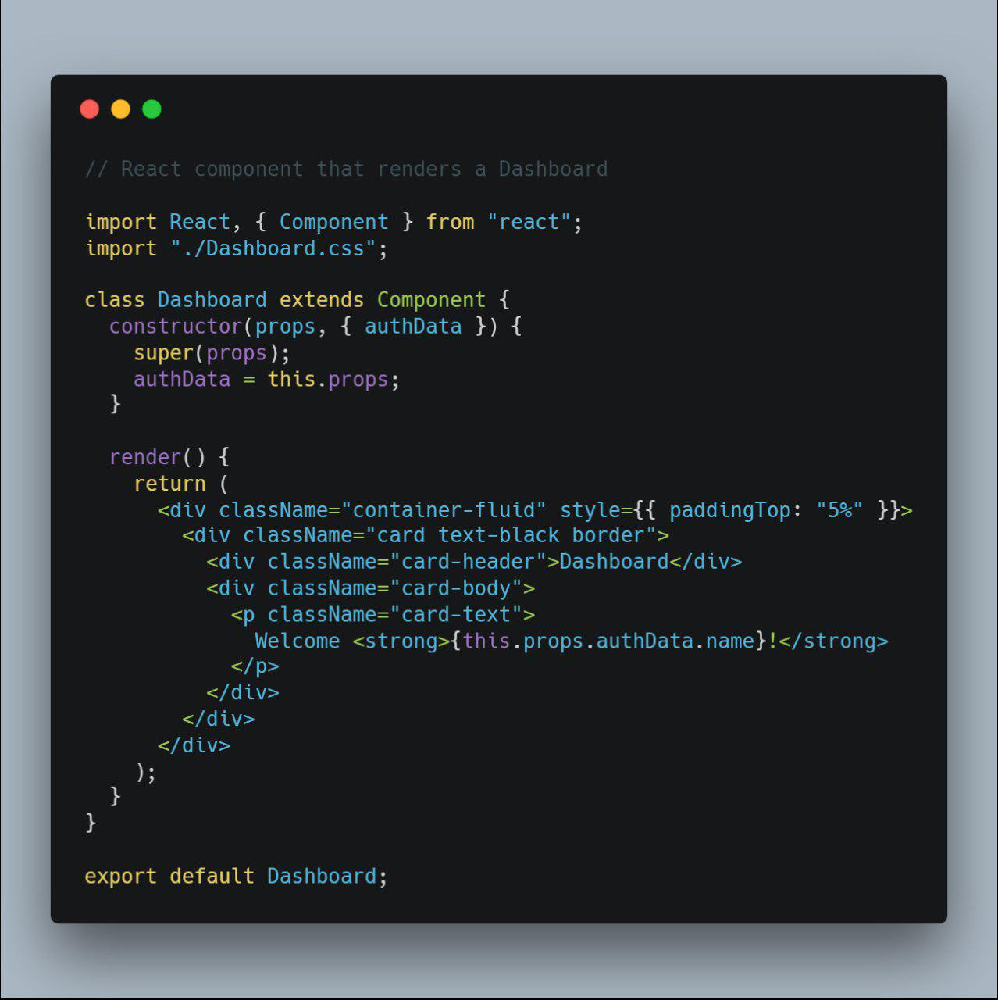 // React component that renders a Dashboard

import React, { Component } from "react";
import "./Dashboard.css";

class Dashboard extends Component {
  constructor(props, { authData }) {
    super(props);
    authData = this.props;
  }

  render() {
    return (
      <div className="container-fluid" style={{ paddingTop: "5%" }}>
        <div className="card text-black border">
          <div className="card-header">Dashboard</div>
          <div className="card-body">
            <p className="card-text">
              Welcome <strong>{this.props.authData.name}!</strong>
            </p>
          </div>
        </div>
      </div>
    );
  }
}

export default Dashboard;